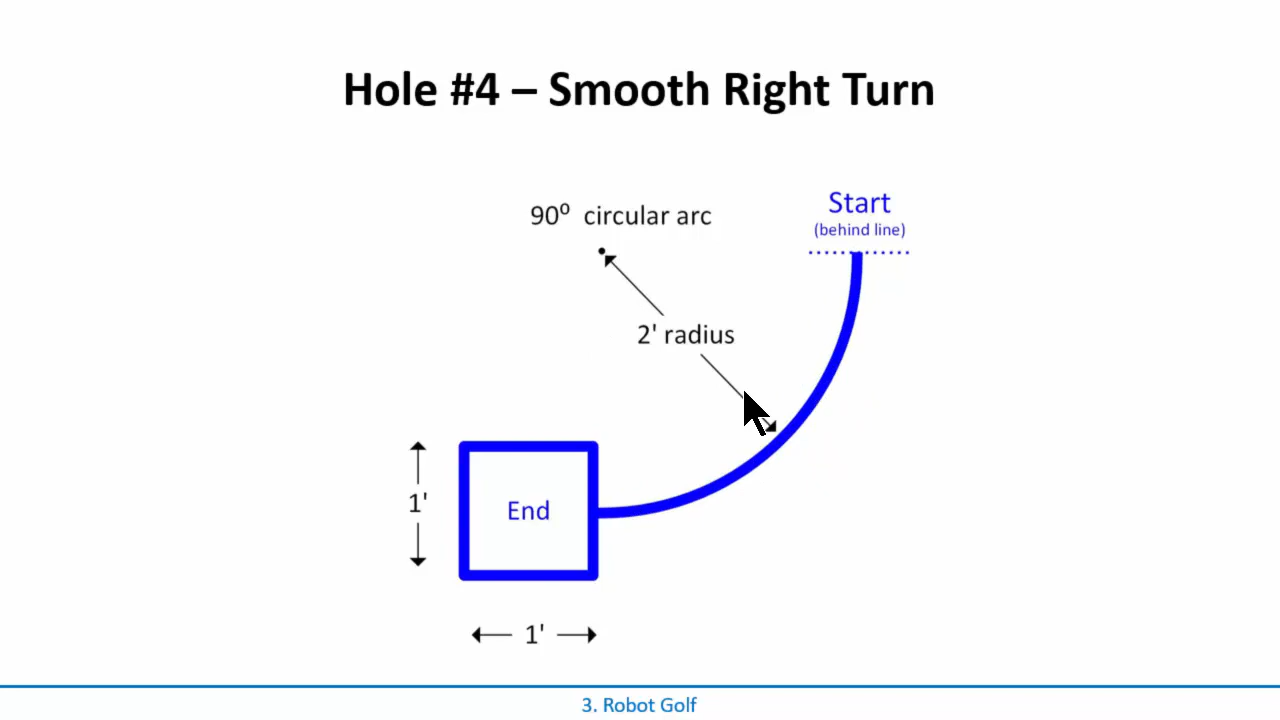 Hole #4 – Smooth Right Turn
Start
(behind line)
90º circular arc
2' radius
1'
End
1'
3. Robot Golf